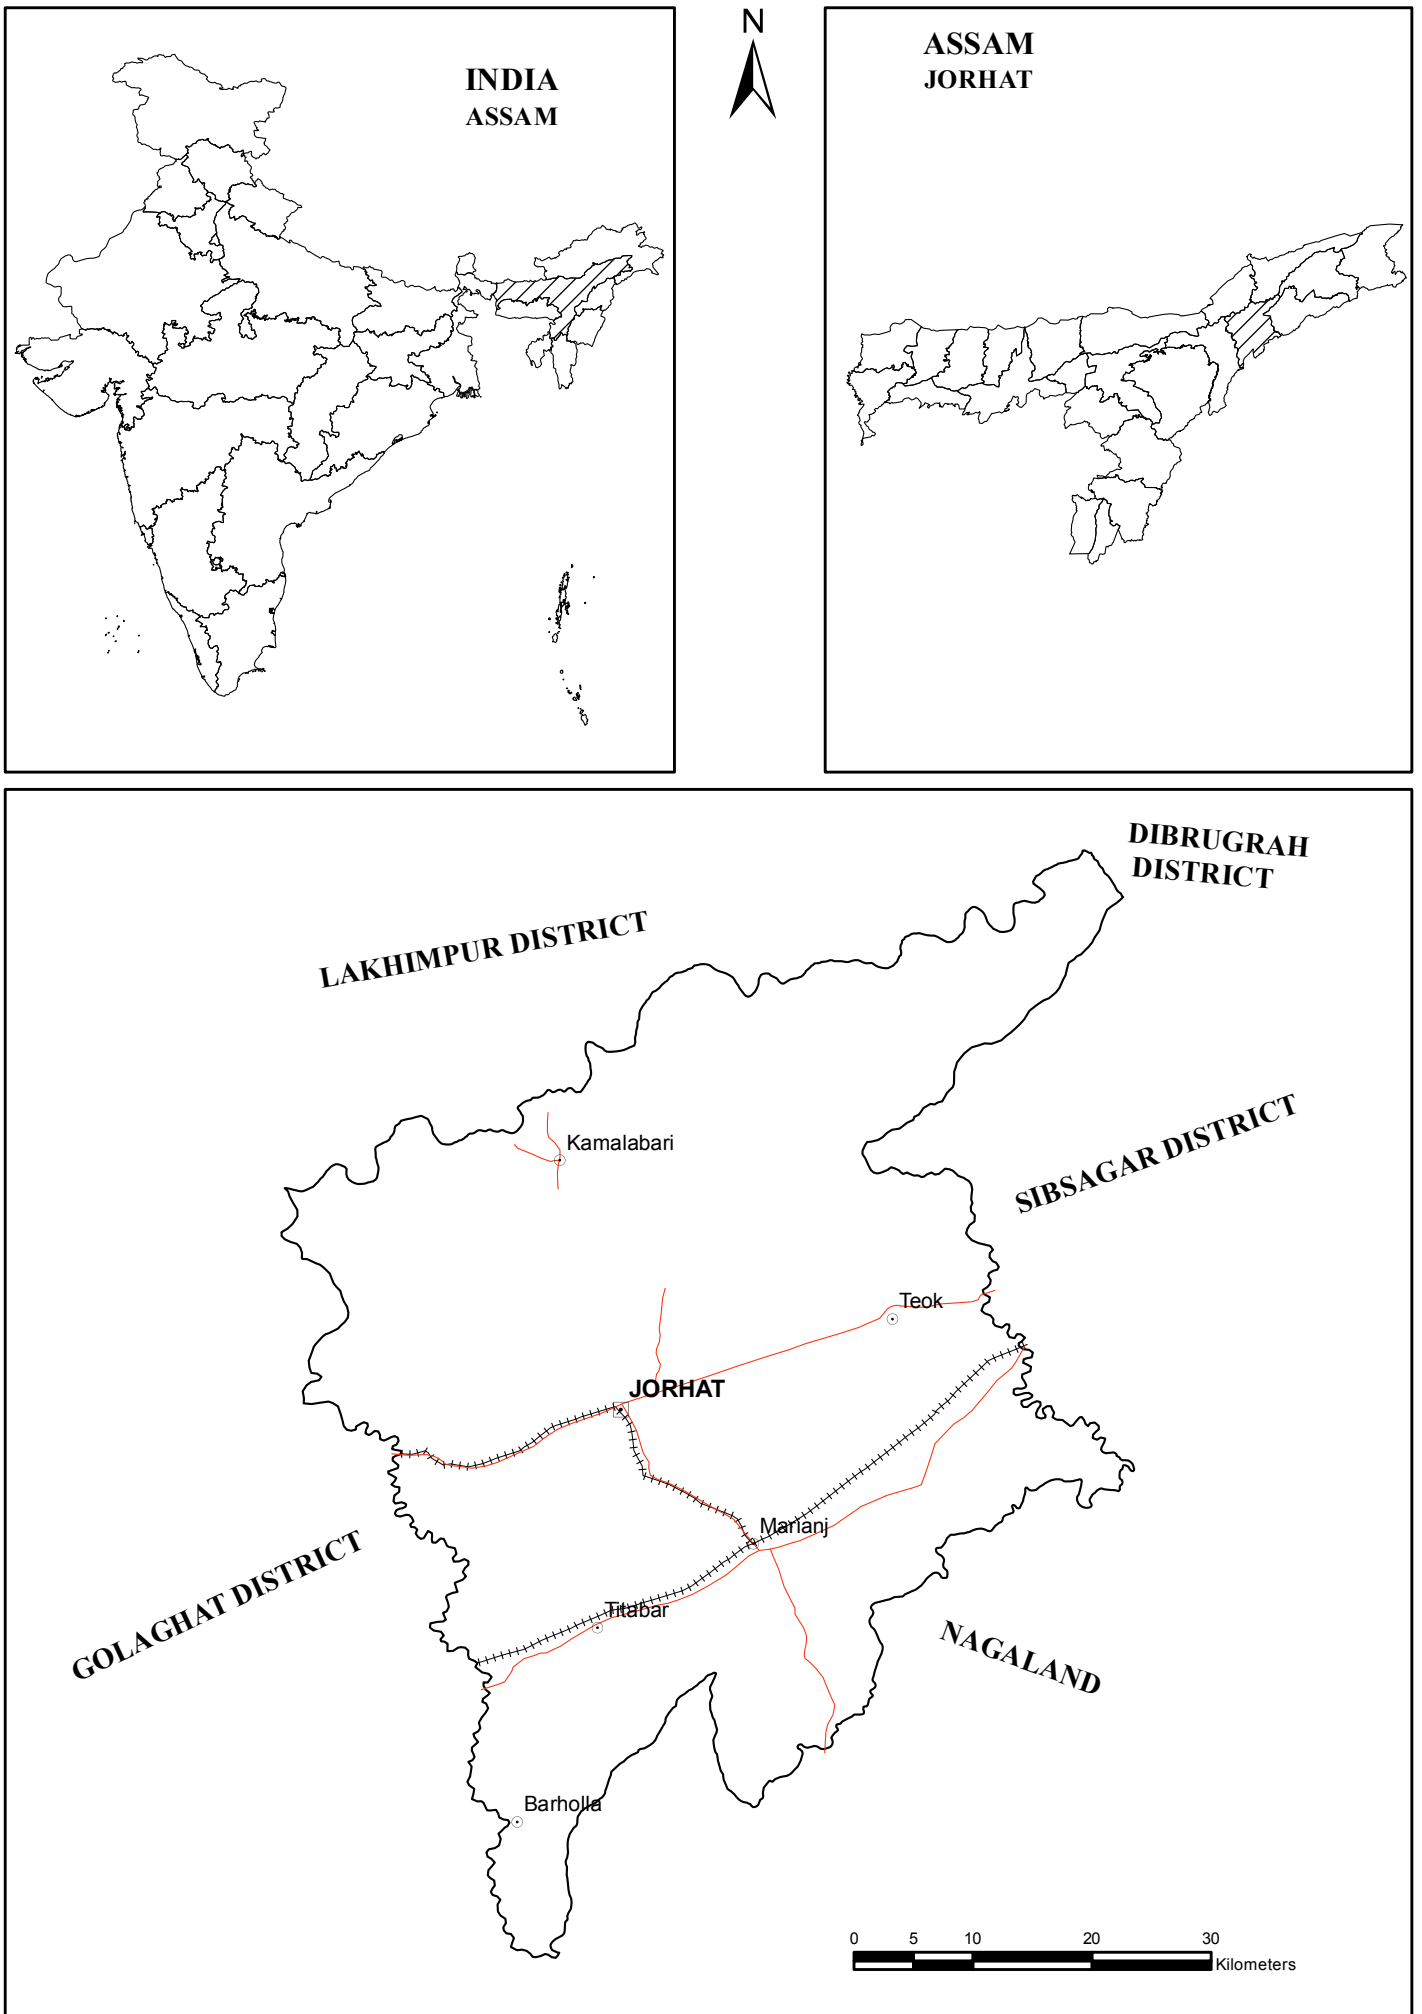 INDIA
ASSAM
N
ASSAM
JORHAT
DIBRUGRAH
DISTRICT
LAKHIMPUR DISTRICT
SIBSAGAR DISTRICT
Kamalabari
Teok
JORHAT
Marianj
Titabar
GOLAGHAT DISTRICT
NAGALAND
Barholla
0 5 10 20 30
Kilometers